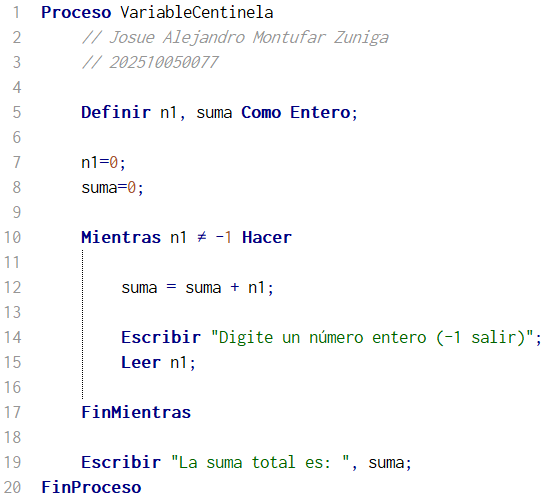 1 Proceso VariableCentinela
2 // Josue Alejandro Montufar Zuniga
3 // 202510050077
4
5 Definir n1, suma Como Entero;
6
7 n1=0;
8 suma=0;
9
10 Mientras n1 ≠ -1 Hacer
11
12 suma = suma + n1;
13
14 Escribir "Digite un número entero (-1 salir)";
15 Leer n1;
16
17 FinMientras
18
19 Escribir "La suma total es: ", suma;
20 FinProceso